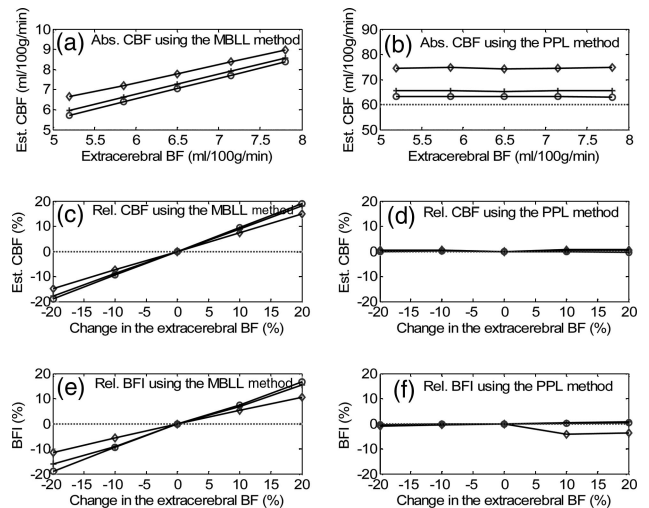 (a) Abs. CBF using the MBLL method
Est. CBF (ml/100g/min)
10
9
8
7
6
5
5 5.5 6 6.5 7 7.5 8
Extracerebral BF (ml/100g/min)
(b) Abs. CBF using the PPL method
Est. CBF (ml/100g/min)
90
80
70
60
50
5 5.5 6 6.5 7 7.5 8
Extracerebral BF (ml/100g/min)
(c) Rel. CBF using the MBLL method
Est. CBF (%)
20
10
0
-10
-20
-20 -15 -10 -5 0 5 10 15 20
Change in the extracerebral BF (%)
(d) Rel. CBF using the PPL method
Est. CBF (%)
20
10
0
-10
-20
-20 -15 -10 -5 0 5 10 15 20
Change in the extracerebral BF (%)
(e) Rel. BFI using the MBLL method
BFI (%)
20
10
0
-10
-20
-20 -15 -10 -5 0 5 10 15 20
Change in the extracerebral BF (%)
(f) Rel. BFI using the PPL method
BFI (%)
20
10
0
-10
-20
-20 -15 -10 -5 0 5 10 15 20
Change in the extracerebral BF (%)